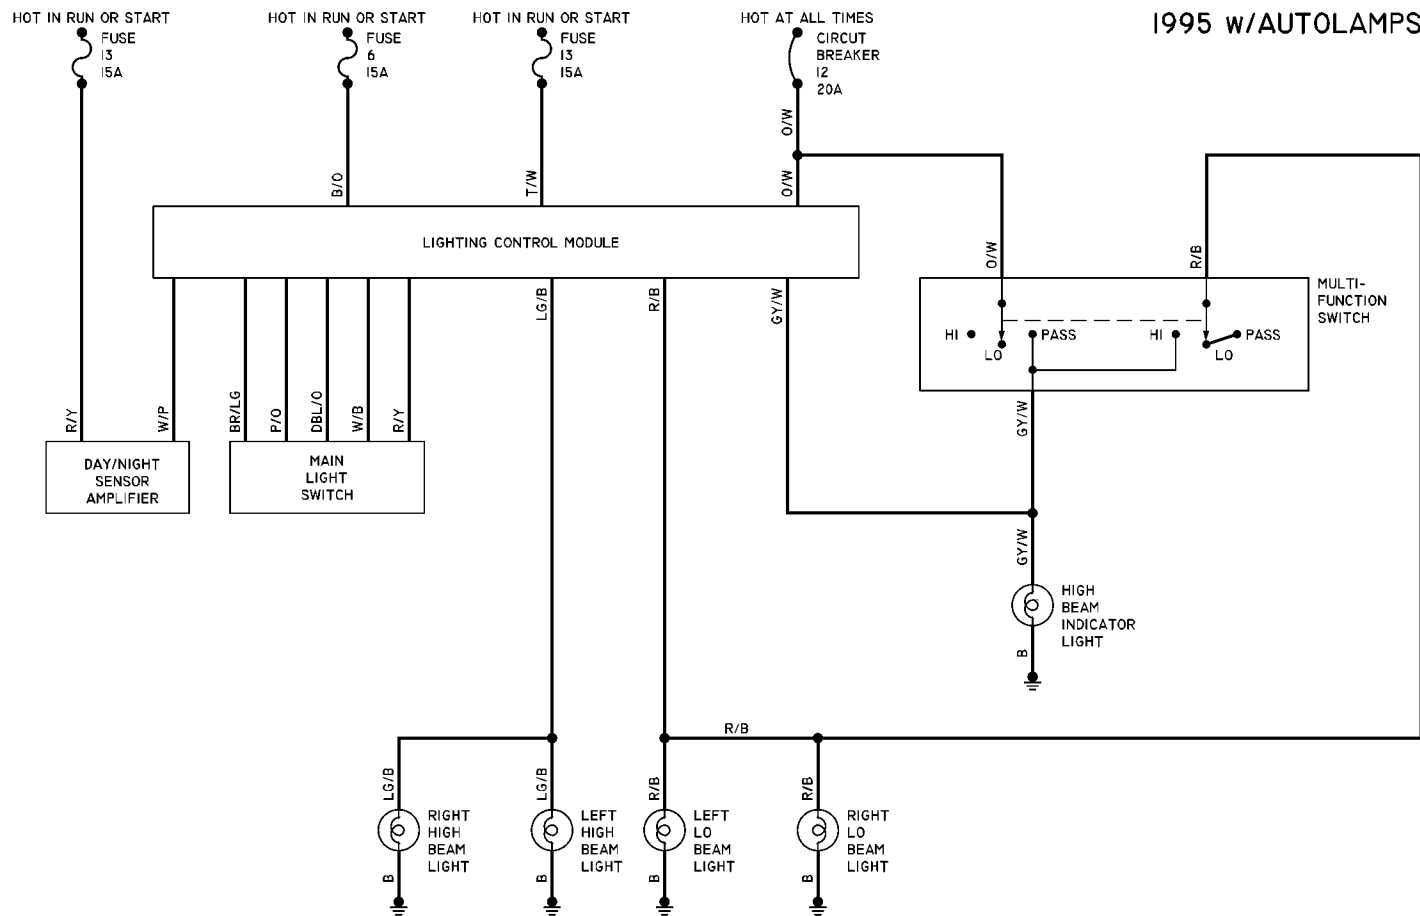 HOT IN RUN OR START
HOT IN RUN OR START
HOT IN RUN OR START
HOT AT ALL TIMES
1995 w/AUTOLAMPS
FUSE
13
15A
FUSE
6
15A
FUSE
13
15A
CIRCUT
BREAKER
12
20A
O/W
B/O
T/W
O/W
LIGHTING CONTROL MODULE
O/W
R/B
MULTI-
FUNCTION
SWITCH
LG/B
R/B
GY/W
HI
LO
PASS
HI
LO
PASS
R/Y
W/P
BR/LG
P/O
DBL/O
W/B
R/Y
GY/W
DAY/NIGHT
SENSOR
AMPLIFIER
MAIN
LIGHT
SWITCH
GY/W
HIGH
BEAM
INDICATOR
LIGHT
B
R/B
LG/B
LG/B
R/B
R/B
RIGHT
HIGH
BEAM
LIGHT
LEFT
HIGH
BEAM
LIGHT
LEFT
LO
BEAM
LIGHT
RIGHT
LO
BEAM
LIGHT
B
B
B
B